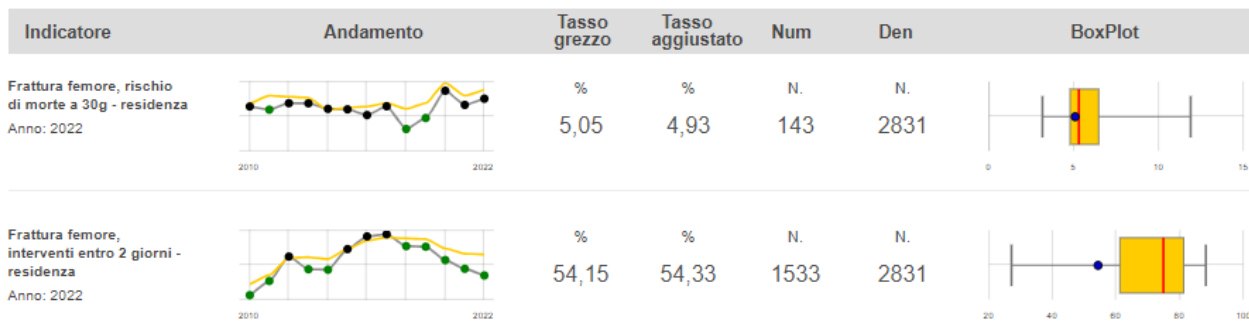 Indicatore Andamento Tasso grezzo Tasso aggiustato Num Den BoxPlot
Frattura femore, rischio
di morte a 30g - residenza
Anno: 2022
2010 2022
% % N. N.
5,05 4,93 143 2831
0 5 10 15
Frattura femore,
interventi entro 2 giorni -
residenza
Anno: 2022
2010 2022
% % N. N.
54,15 54,33 1533 2831
20 40 60 80 100